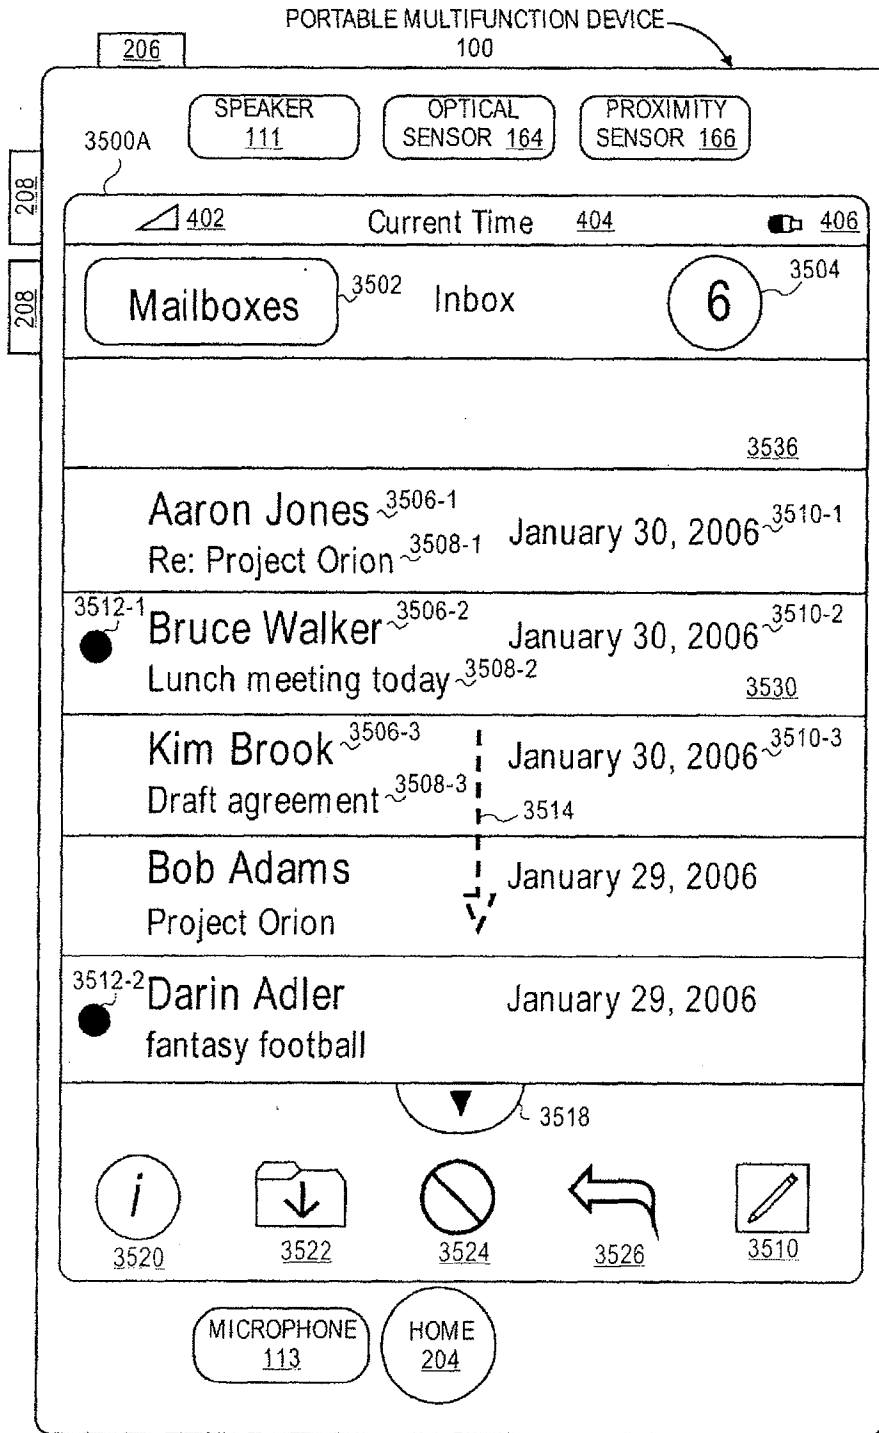 PORTABLE MULTIFUNCTION DEVICE
100
206
SPEAKER
111
OPTICAL
SENSOR 164
PROXIMITY
SENSOR 166
3500A
208
208
402
Current Time 404
406
Mailboxes
3502
Inbox
6
3504
3536
Aaron Jones 3506-1
Re: Project Orion 3508-1
January 30, 2006 3510-1
3512-1
Bruce Walker 3506-2
Lunch meeting today 3508-2
January 30, 2006 3510-2
3530
Kim Brook 3506-3
Draft agreement 3508-3
January 30, 2006 3510-3
3514
Bob Adams
Project Orion
January 29, 2006
3512-2
Darin Adler
fantasy football
January 29, 2006
3518
i
3520
3522
3524
3526
3510
MICROPHONE
113
HOME
204